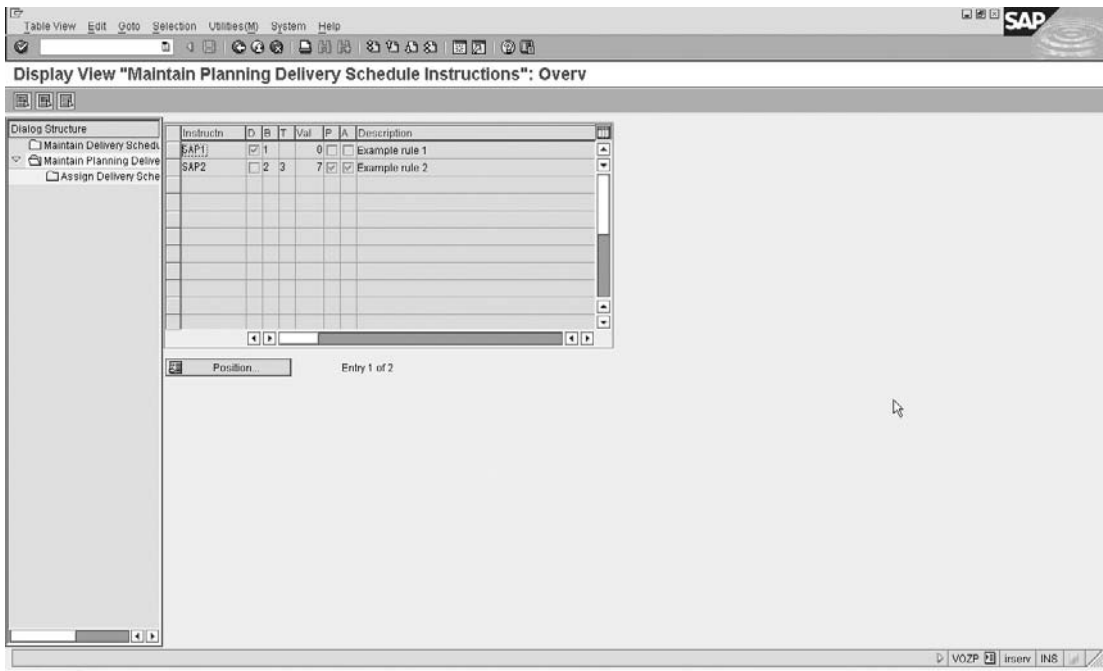 Table View Edit Goto Selection Utilities(M) System Help
SAP
Display View "Maintain Planning Delivery Schedule Instructions": Overv
Dialog Structure
Maintain Delivery Schedu
Maintain Planning Delive
Assign Delivery Sche
Instructn D B T Val P A Description
SAP1 1 0 Example rule 1
SAP2 2 3 7 Example rule 2
Position... Entry 1 of 2
VOZP irserv INS